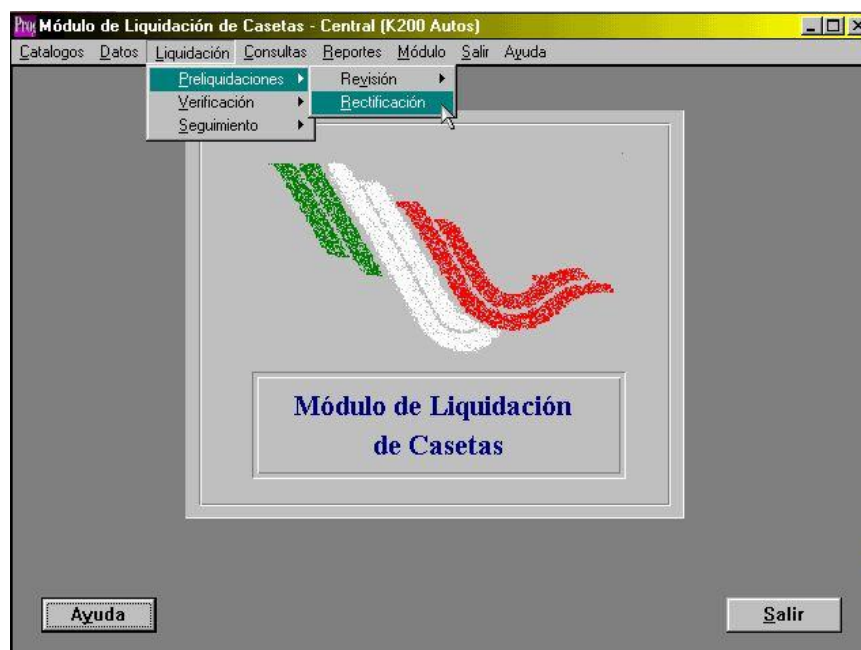 Módulo de Liquidación de Casetas - Central (K200 Autos)
Catalogos Datos Liquidación Consultas Reportes Módulo Salir Ayuda
Preliquidaciones
Verificación
Seguimiento
Revisión
Rectificación
Módulo de Liquidación
de Casetas
Ayuda
Salir